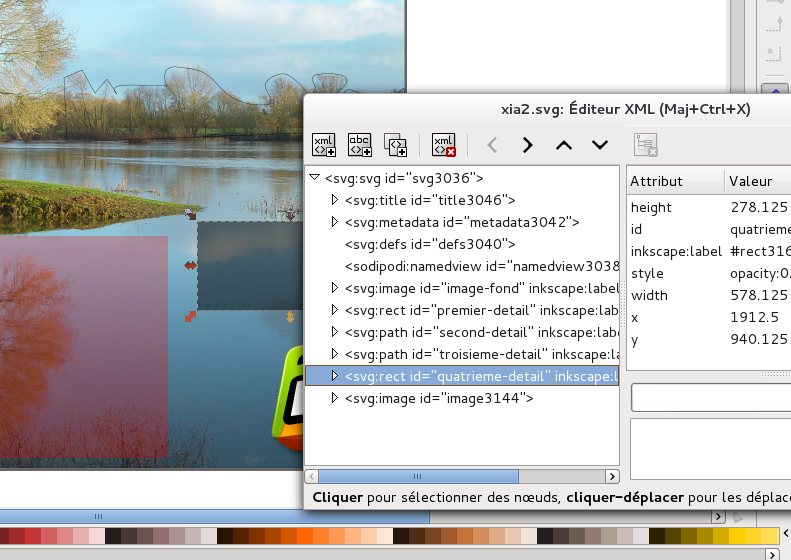 xia2.svg: Éditeur XML (Maj+Ctrl+X)
xml
abc
xml
<svg:svg id="svg3036">
<svg:title id="title3046">
<svg:metadata id="metadata3042">
<svg:defs id="defs3040">
<sodipodi:namedview id="namedview3038
<svg:image id="image-fond" inkscape:label
<svg:rect id="premier-detail" inkscape:lab
<svg:path id="second-detail" inkscape:lab
<svg:path id="troisieme-detail" inkscape:la
<svg:rect id="quatrieme-detail" inkscape:l
<svg:image id="image3144">
Attribut Valeur
height 278.125
id quatrieme
inkscape:label #rect316
style opacity:0.
width 578.125
x 1912.5
y 940.125
Cliquer pour sélectionner des nœuds, cliquer-déplacer pour les déplac